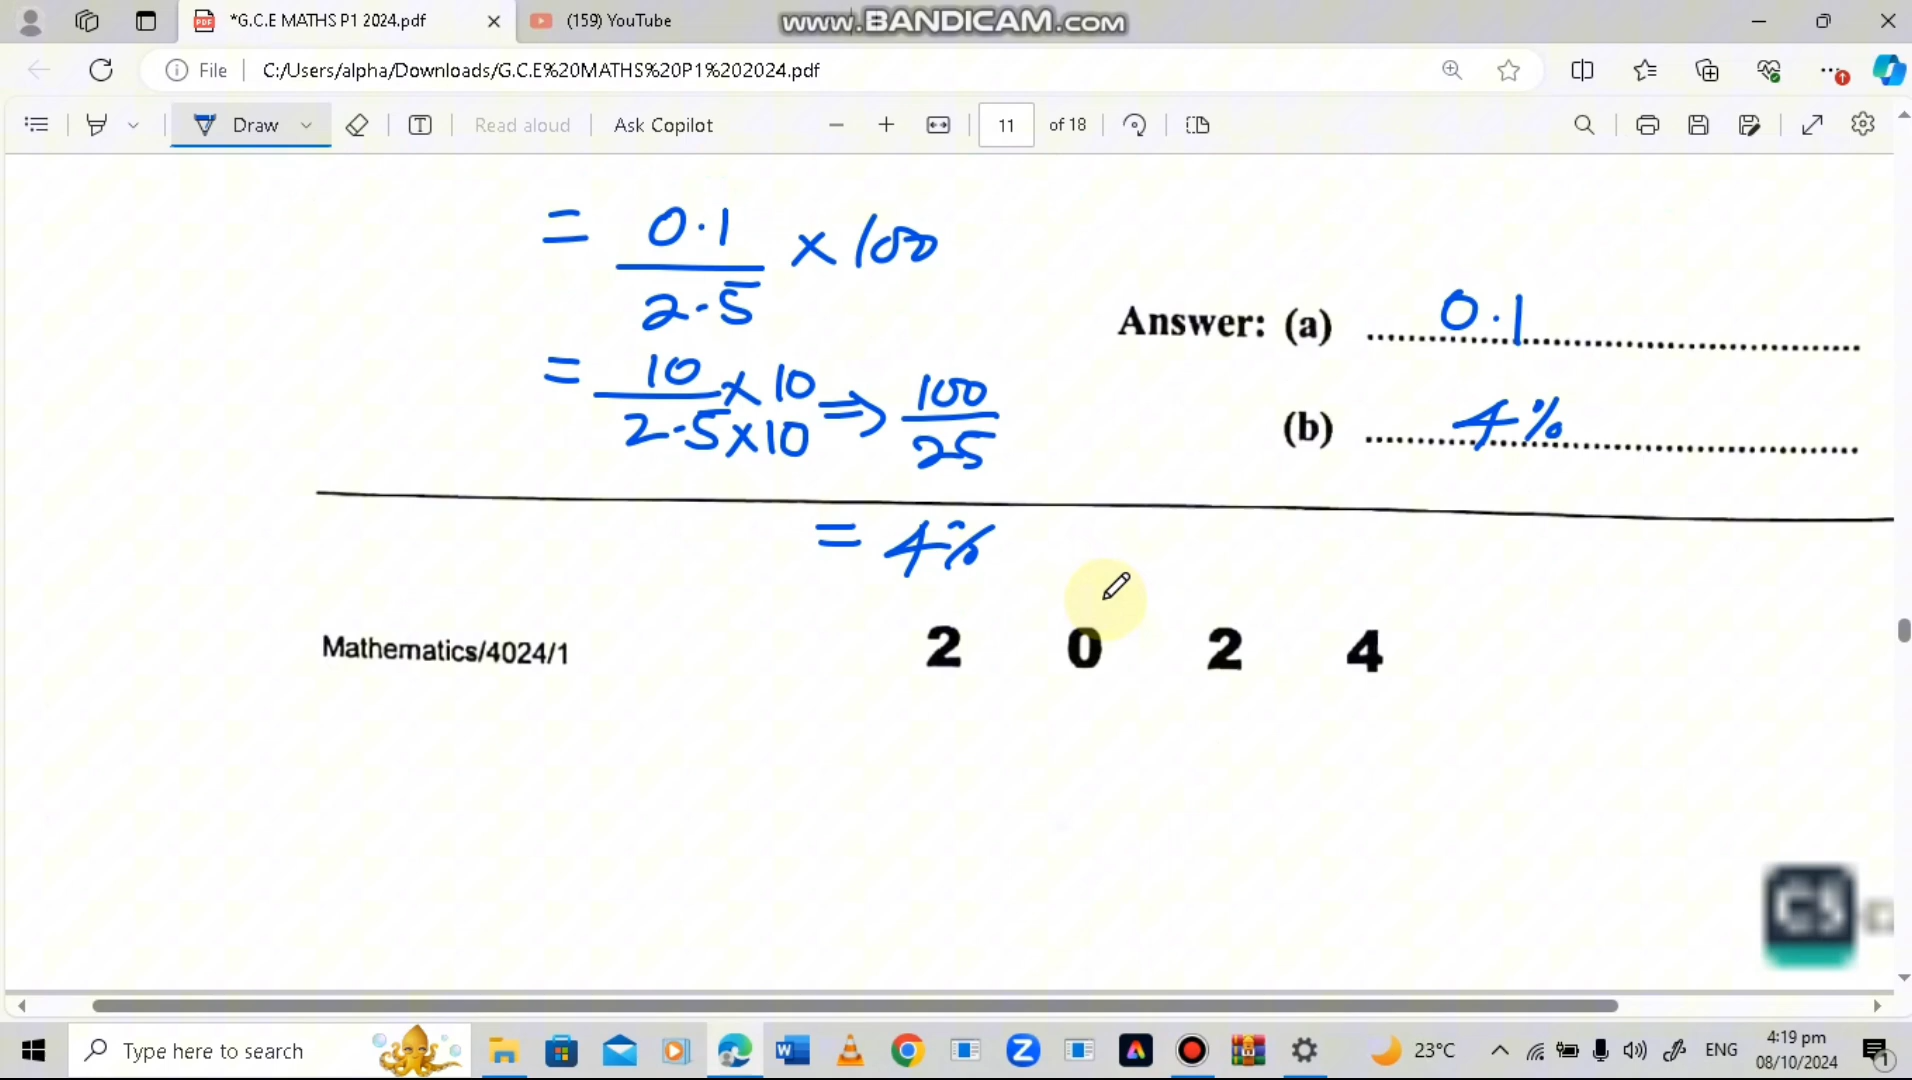 *G.C.E MATHS P1 2024.pdf
(159) YouTube
www.BANDICAM.com
File
C:/Users/alpha/Downloads/G.C.E%20MATHS%20P1%202024.pdf
Draw
Read aloud
Ask Copilot
11
of 18
= 0.1 / 2.5 × 100
Answer: (a) 0.1
= 10 × 10 / 2.5 × 10 ⇒ 100 / 25
(b) 4%
= 4%
Mathematics/4024/1
2 0 2 4
Type here to search
23°C
ENG
4:19 pm
08/10/2024
1